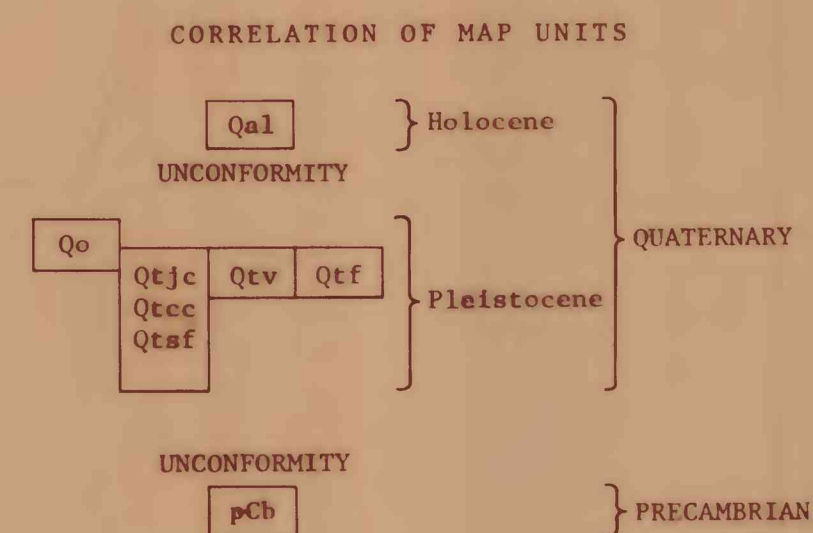 CORRELATION OF MAP UNITS
Qal
Holocene
UNCONFORMITY
Qo
QUATERNARY
Qtjc Qtv Qtf
Pleistocene
Qtcc
Qtsf
UNCONFORMITY
pCb
PRECAMBRIAN